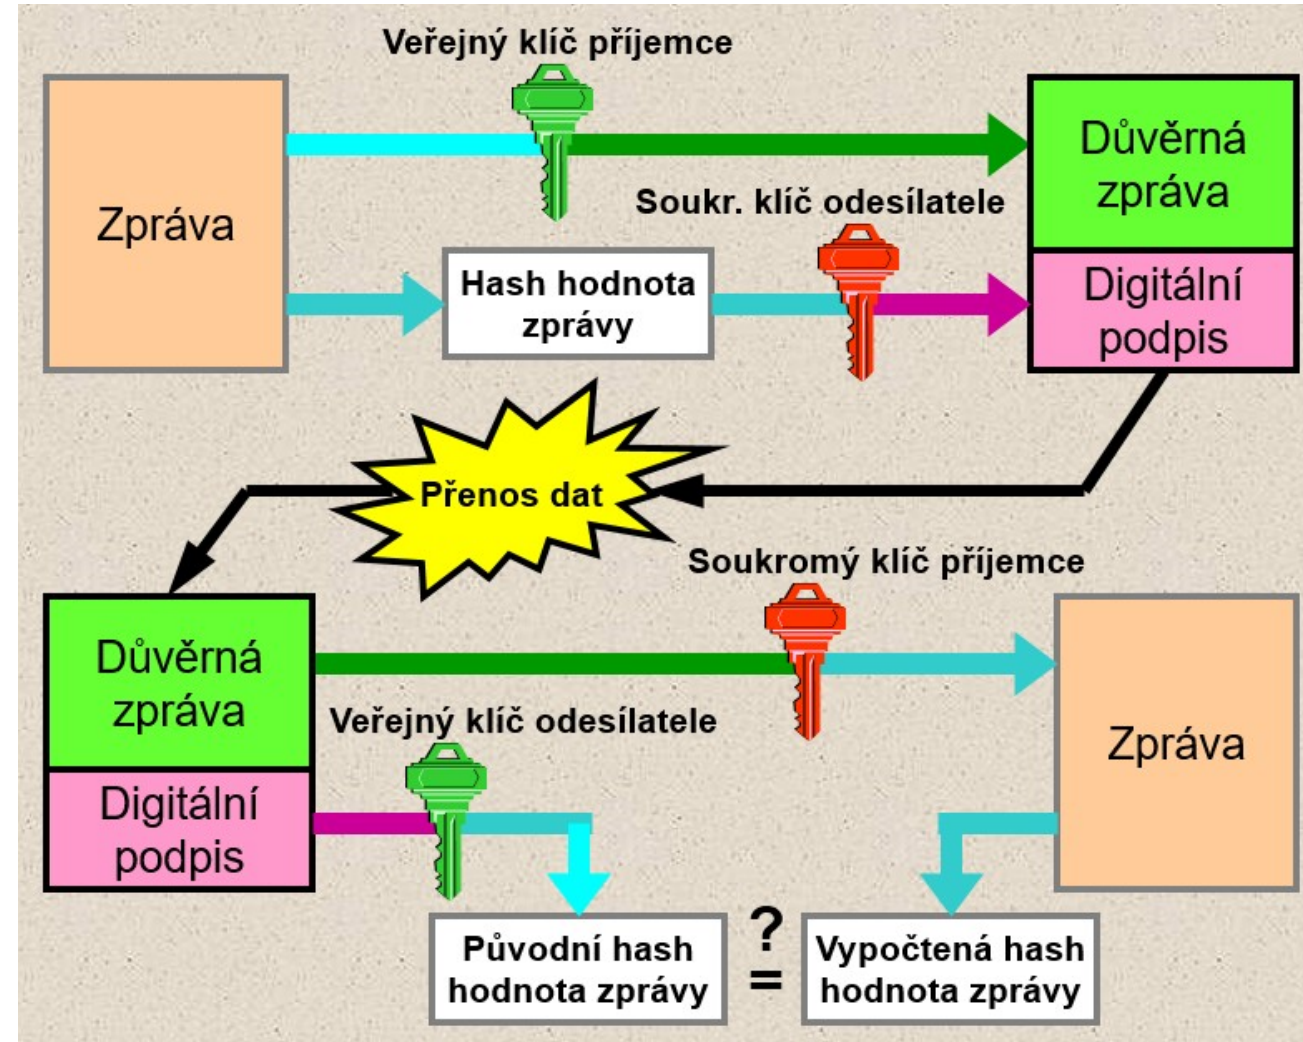 Veřejný klíč příjemce
Zpráva
Důvěrná
zpráva
Soukr. klíč odesílatele
Hash hodnota
zprávy
Digitální
podpis
Přenos dat
Soukromý klíč příjemce
Důvěrná
zpráva
Veřejný klíč odesílatele
Zpráva
Digitální
podpis
Původní hash
hodnota zprávy
?
=
Vypočtená hash
hodnota zprávy